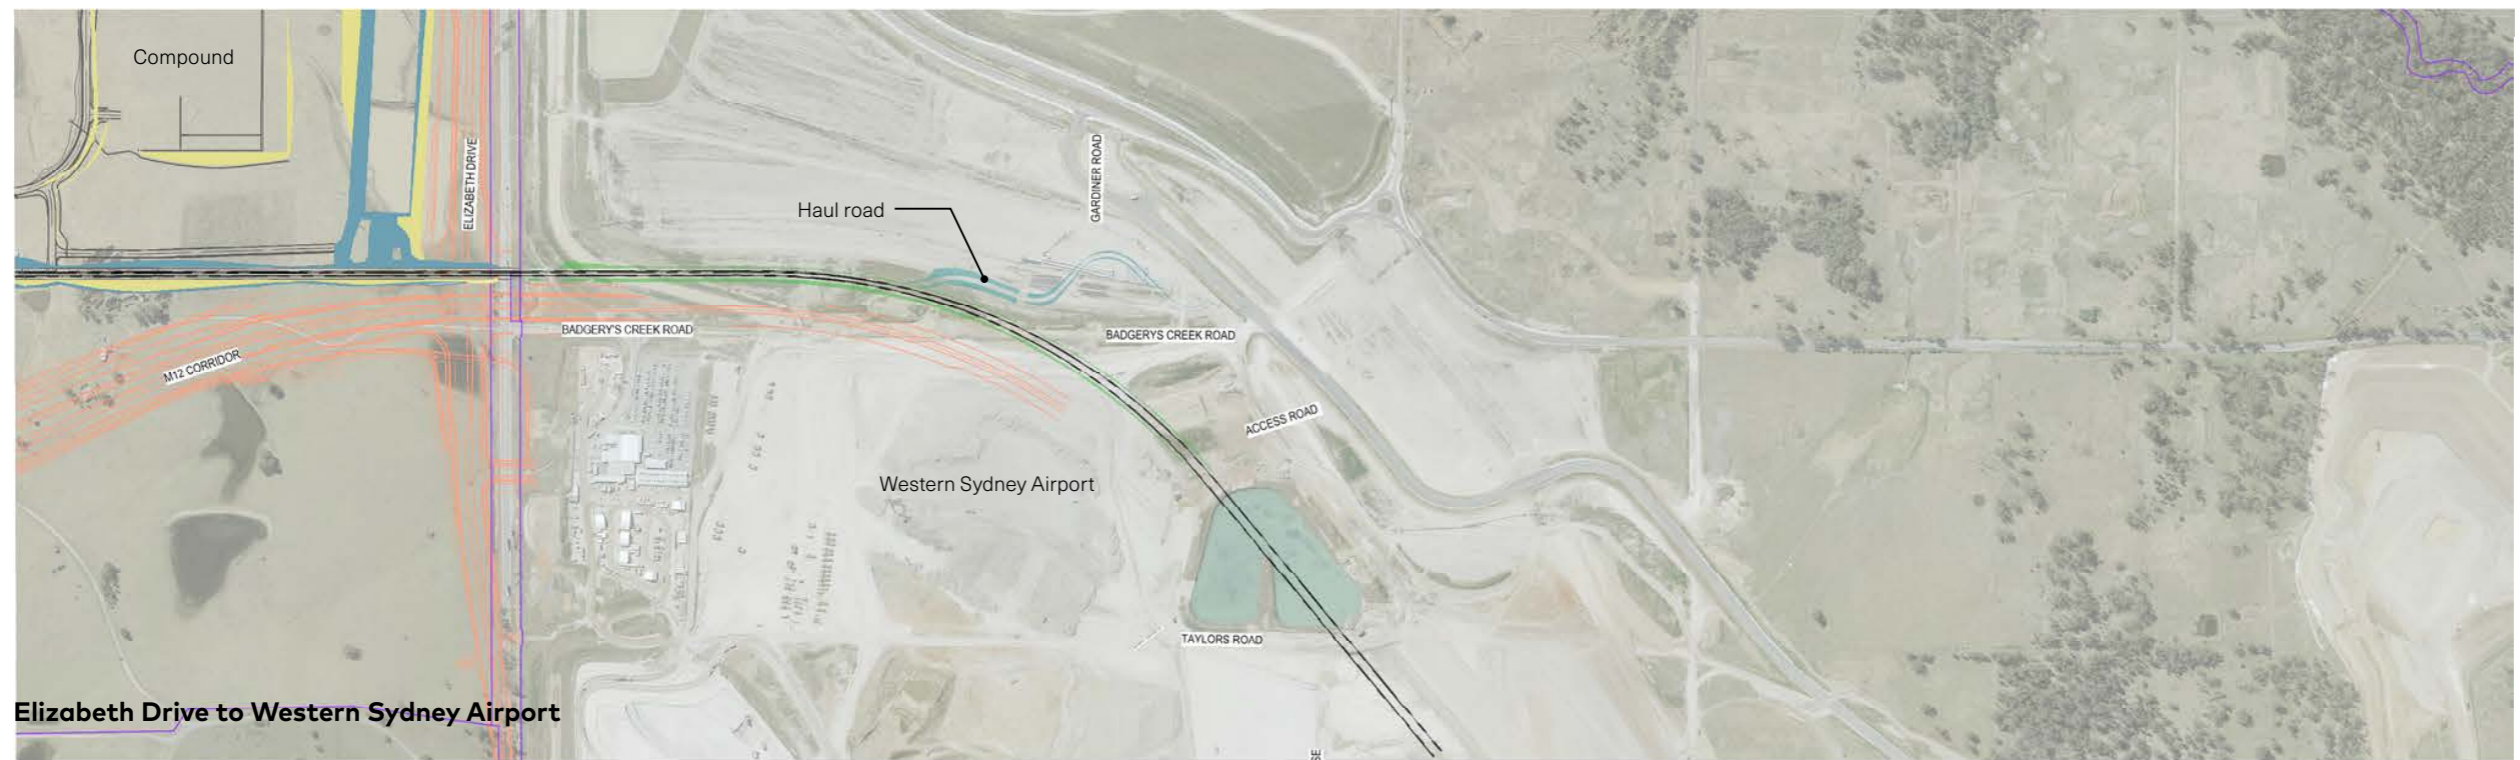 Compound
ELIZABETH DRIVE
GARDINER ROAD
Haul road
BADGERY'S CREEK ROAD
BADGERYS CREEK ROAD
M12 CORRIDOR
ACCESS ROAD
Western Sydney Airport
TAYLORS ROAD
Elizabeth Drive to Western Sydney Airport
SE